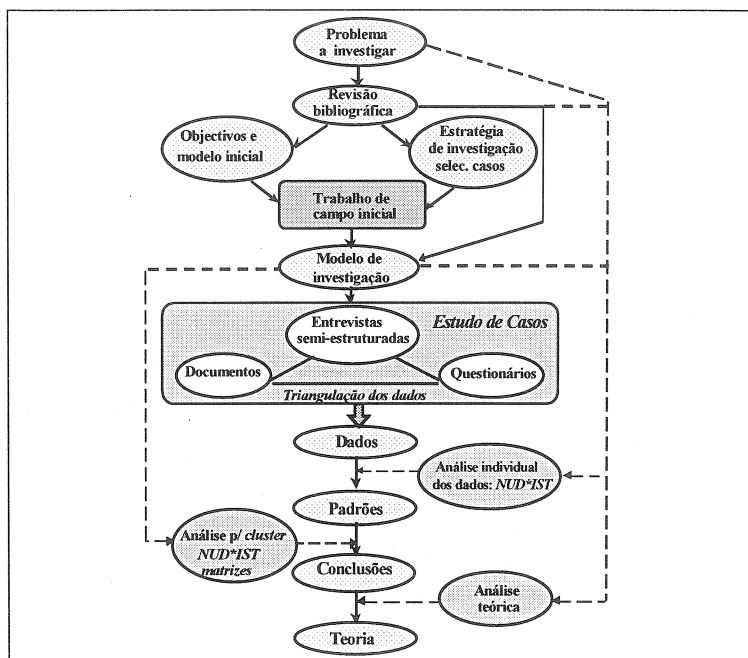 Problema
a investigar
Revisão
bibliográfica
Objectivos e
modelo inicial
Estratégia
de investigação
selec. casos
Trabalho de
campo inicial
Modelo de
investigação
Estudo de Casos
Entrevistas
semi-estruturadas
Documentos
Questionários
Triangulação dos dados
Dados
Análise individual
dos dados: NUD*IST
Padrões
Análise p/ cluster
NUD*IST
matrizes
Conclusões
Análise
teórica
Teoria